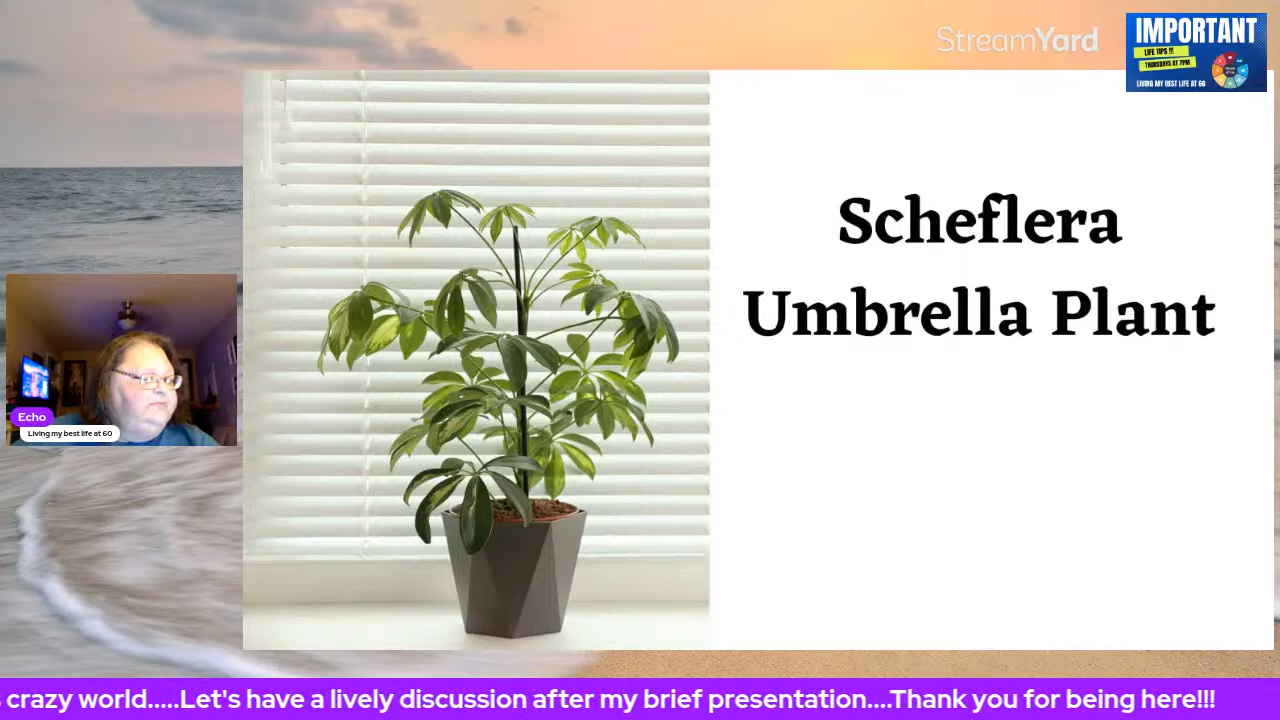 StreamYard
IMPORTANT
LIFE TIPS !!!
THURSDAYS AT 7PM
LIVING MY BEST LIFE AT 60
Scheflera
Umbrella Plant
Echo
Living my best life at 60
crazy world.....Let's have a lively discussion after my brief presentation....Thank you for being here!!!